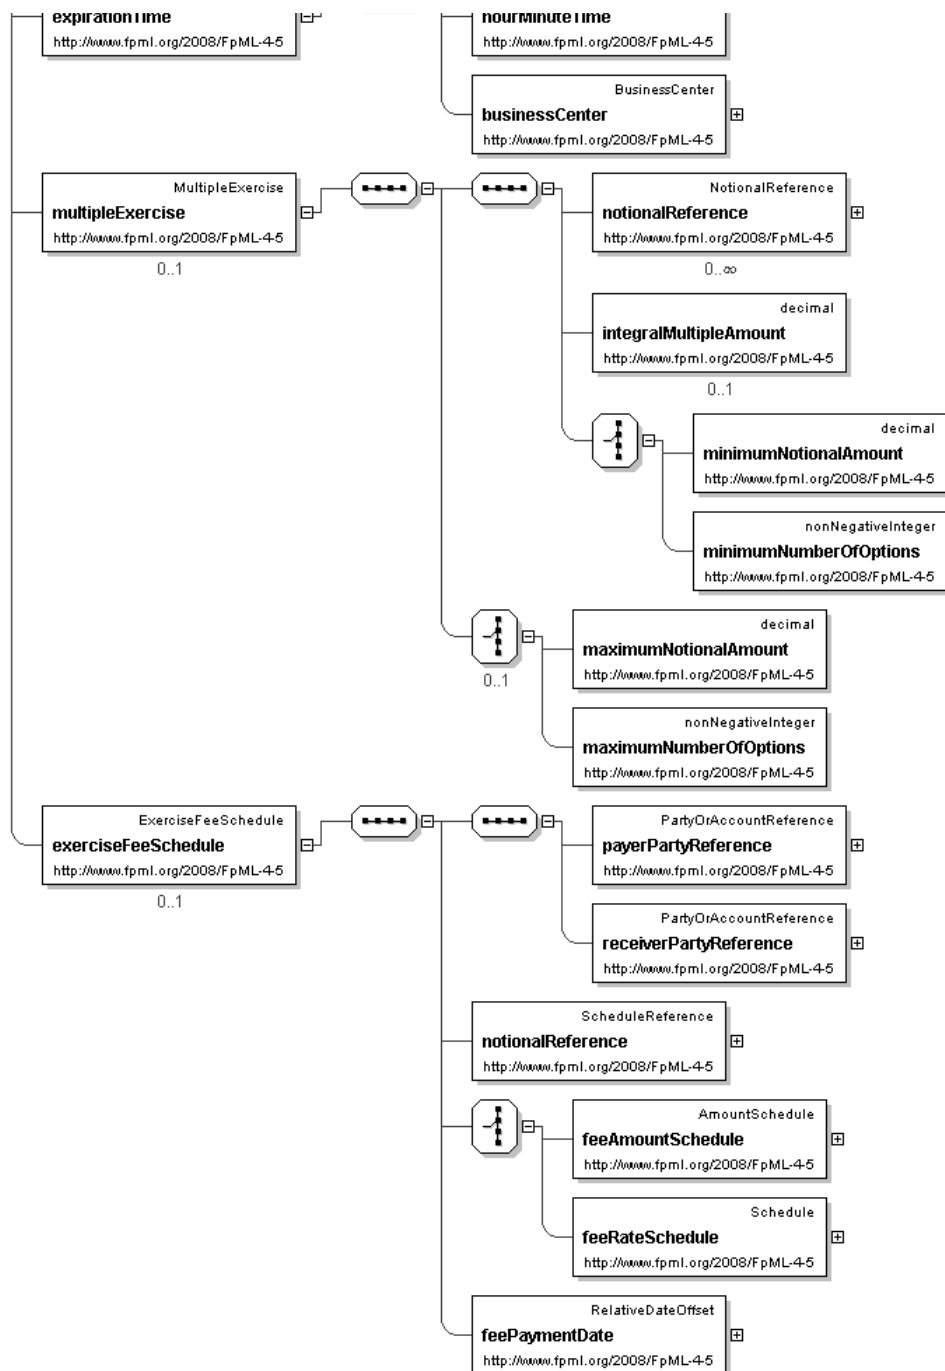 expirationTime
http://www.fpml.org/2008/FpML-4-5
hourMinuteTime
http://www.fpml.org/2008/FpML-4-5
BusinessCenter
businessCenter
http://www.fpml.org/2008/FpML-4-5
MultipleExercise
multipleExercise
http://www.fpml.org/2008/FpML-4-5
0..1
NotionalReference
notionalReference
http://www.fpml.org/2008/FpML-4-5
0..∞
decimal
integralMultipleAmount
http://www.fpml.org/2008/FpML-4-5
0..1
decimal
minimumNotionalAmount
http://www.fpml.org/2008/FpML-4-5
nonNegativeInteger
minimumNumberOfOptions
http://www.fpml.org/2008/FpML-4-5
0..1
decimal
maximumNotionalAmount
http://www.fpml.org/2008/FpML-4-5
nonNegativeInteger
maximumNumberOfOptions
http://www.fpml.org/2008/FpML-4-5
ExerciseFeeSchedule
exerciseFeeSchedule
http://www.fpml.org/2008/FpML-4-5
0..1
PartyOrAccountReference
payerPartyReference
http://www.fpml.org/2008/FpML-4-5
PartyOrAccountReference
receiverPartyReference
http://www.fpml.org/2008/FpML-4-5
ScheduleReference
notionalReference
http://www.fpml.org/2008/FpML-4-5
AmountSchedule
feeAmountSchedule
http://www.fpml.org/2008/FpML-4-5
Schedule
feeRateSchedule
http://www.fpml.org/2008/FpML-4-5
RelativeDateOffset
feePaymentDate
http://www.fpml.org/2008/FpML-4-5